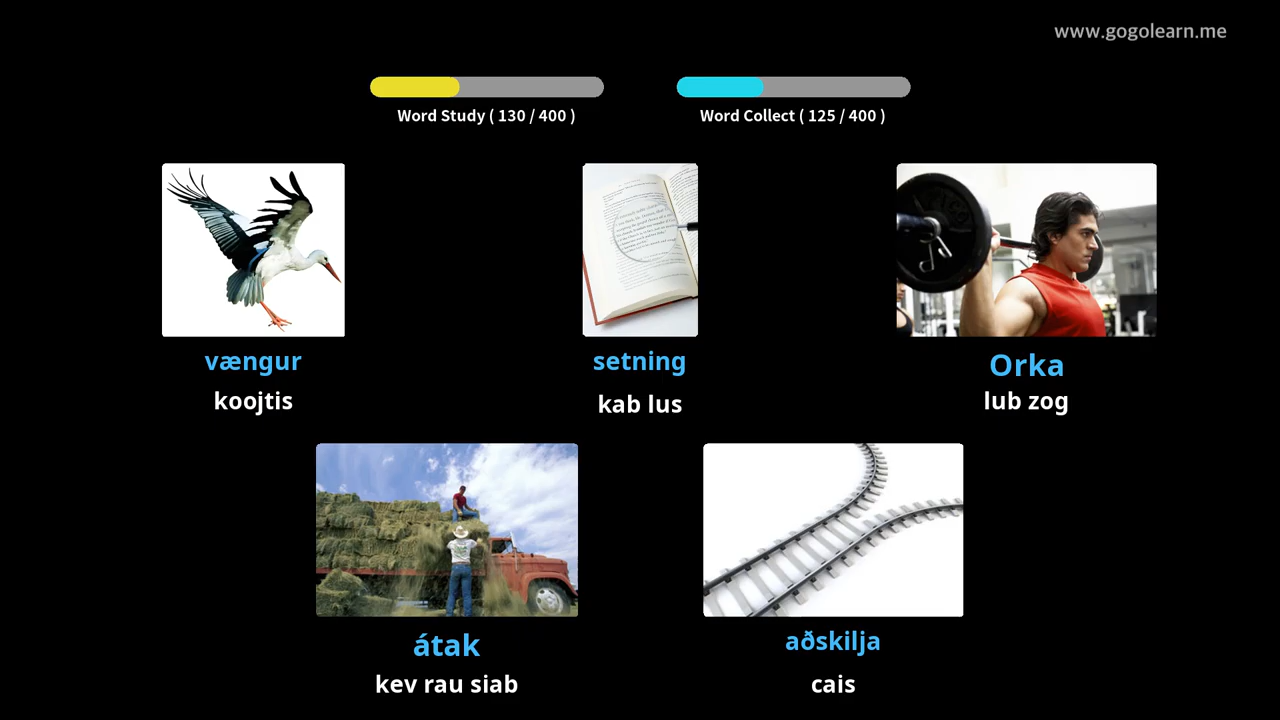 www.gogolearn.me
Word Study ( 130 / 400 )
Word Collect ( 125 / 400 )
vængur
koojtis
setning
kab lus
Orka
lub zog
átak
kev rau siab
aðskilja
cais